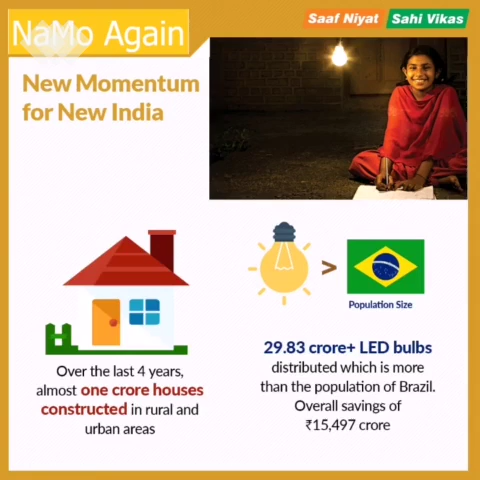 NaMo Again
Saaf Niyat Sahi Vikas
New Momentum
for New India
>
Population Size
Over the last 4 years,
almost one crore houses
constructed in rural and
urban areas
29.83 crore+ LED bulbs
distributed which is more
than the population of Brazil.
Overall savings of
₹15,497 crore